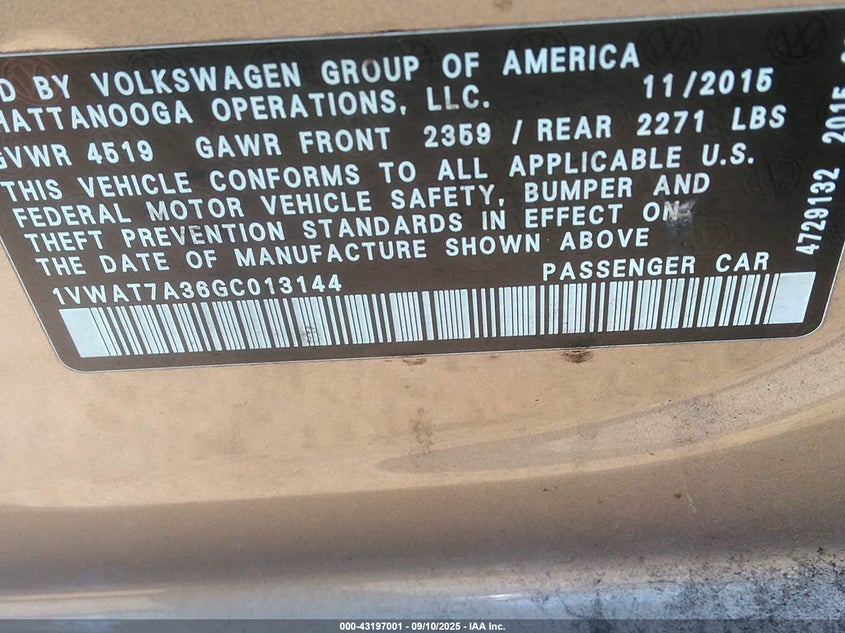 D BY VOLKSWAGEN GROUP OF AMERICA
HATTANOOGA OPERATIONS, LLC. 11/2015
GVWR 4519 GAWR FRONT 2359 / REAR 2271 LBS
THIS VEHICLE CONFORMS TO ALL APPLICABLE U.S.
FEDERAL MOTOR VEHICLE SAFETY, BUMPER AND
THEFT PREVENTION STANDARDS IN EFFECT ON
THE DATE OF MANUFACTURE SHOWN ABOVE
1VWAT7A36GC013144 PASSENGER CAR
4729132 2015
000-43197001 - 09/10/2025 - IAA Inc.